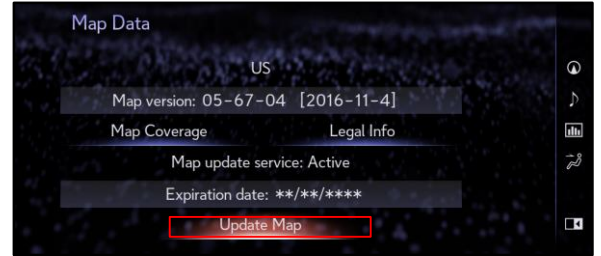 Map Data
US
Map version: 05-67-04 [2016-11-4]
Map Coverage Legal Info
Map update service: Active
Expiration date: **/**/****
Update Map